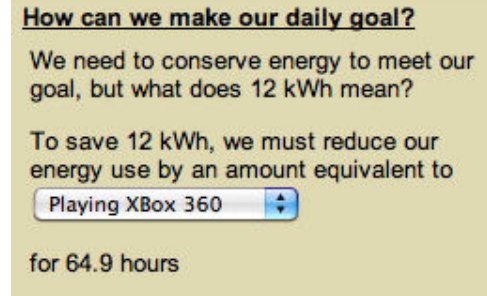 How can we make our daily goal?
We need to conserve energy to meet our
goal, but what does 12 kWh mean?
To save 12 kWh, we must reduce our
energy use by an amount equivalent to
Playing XBox 360
for 64.9 hours